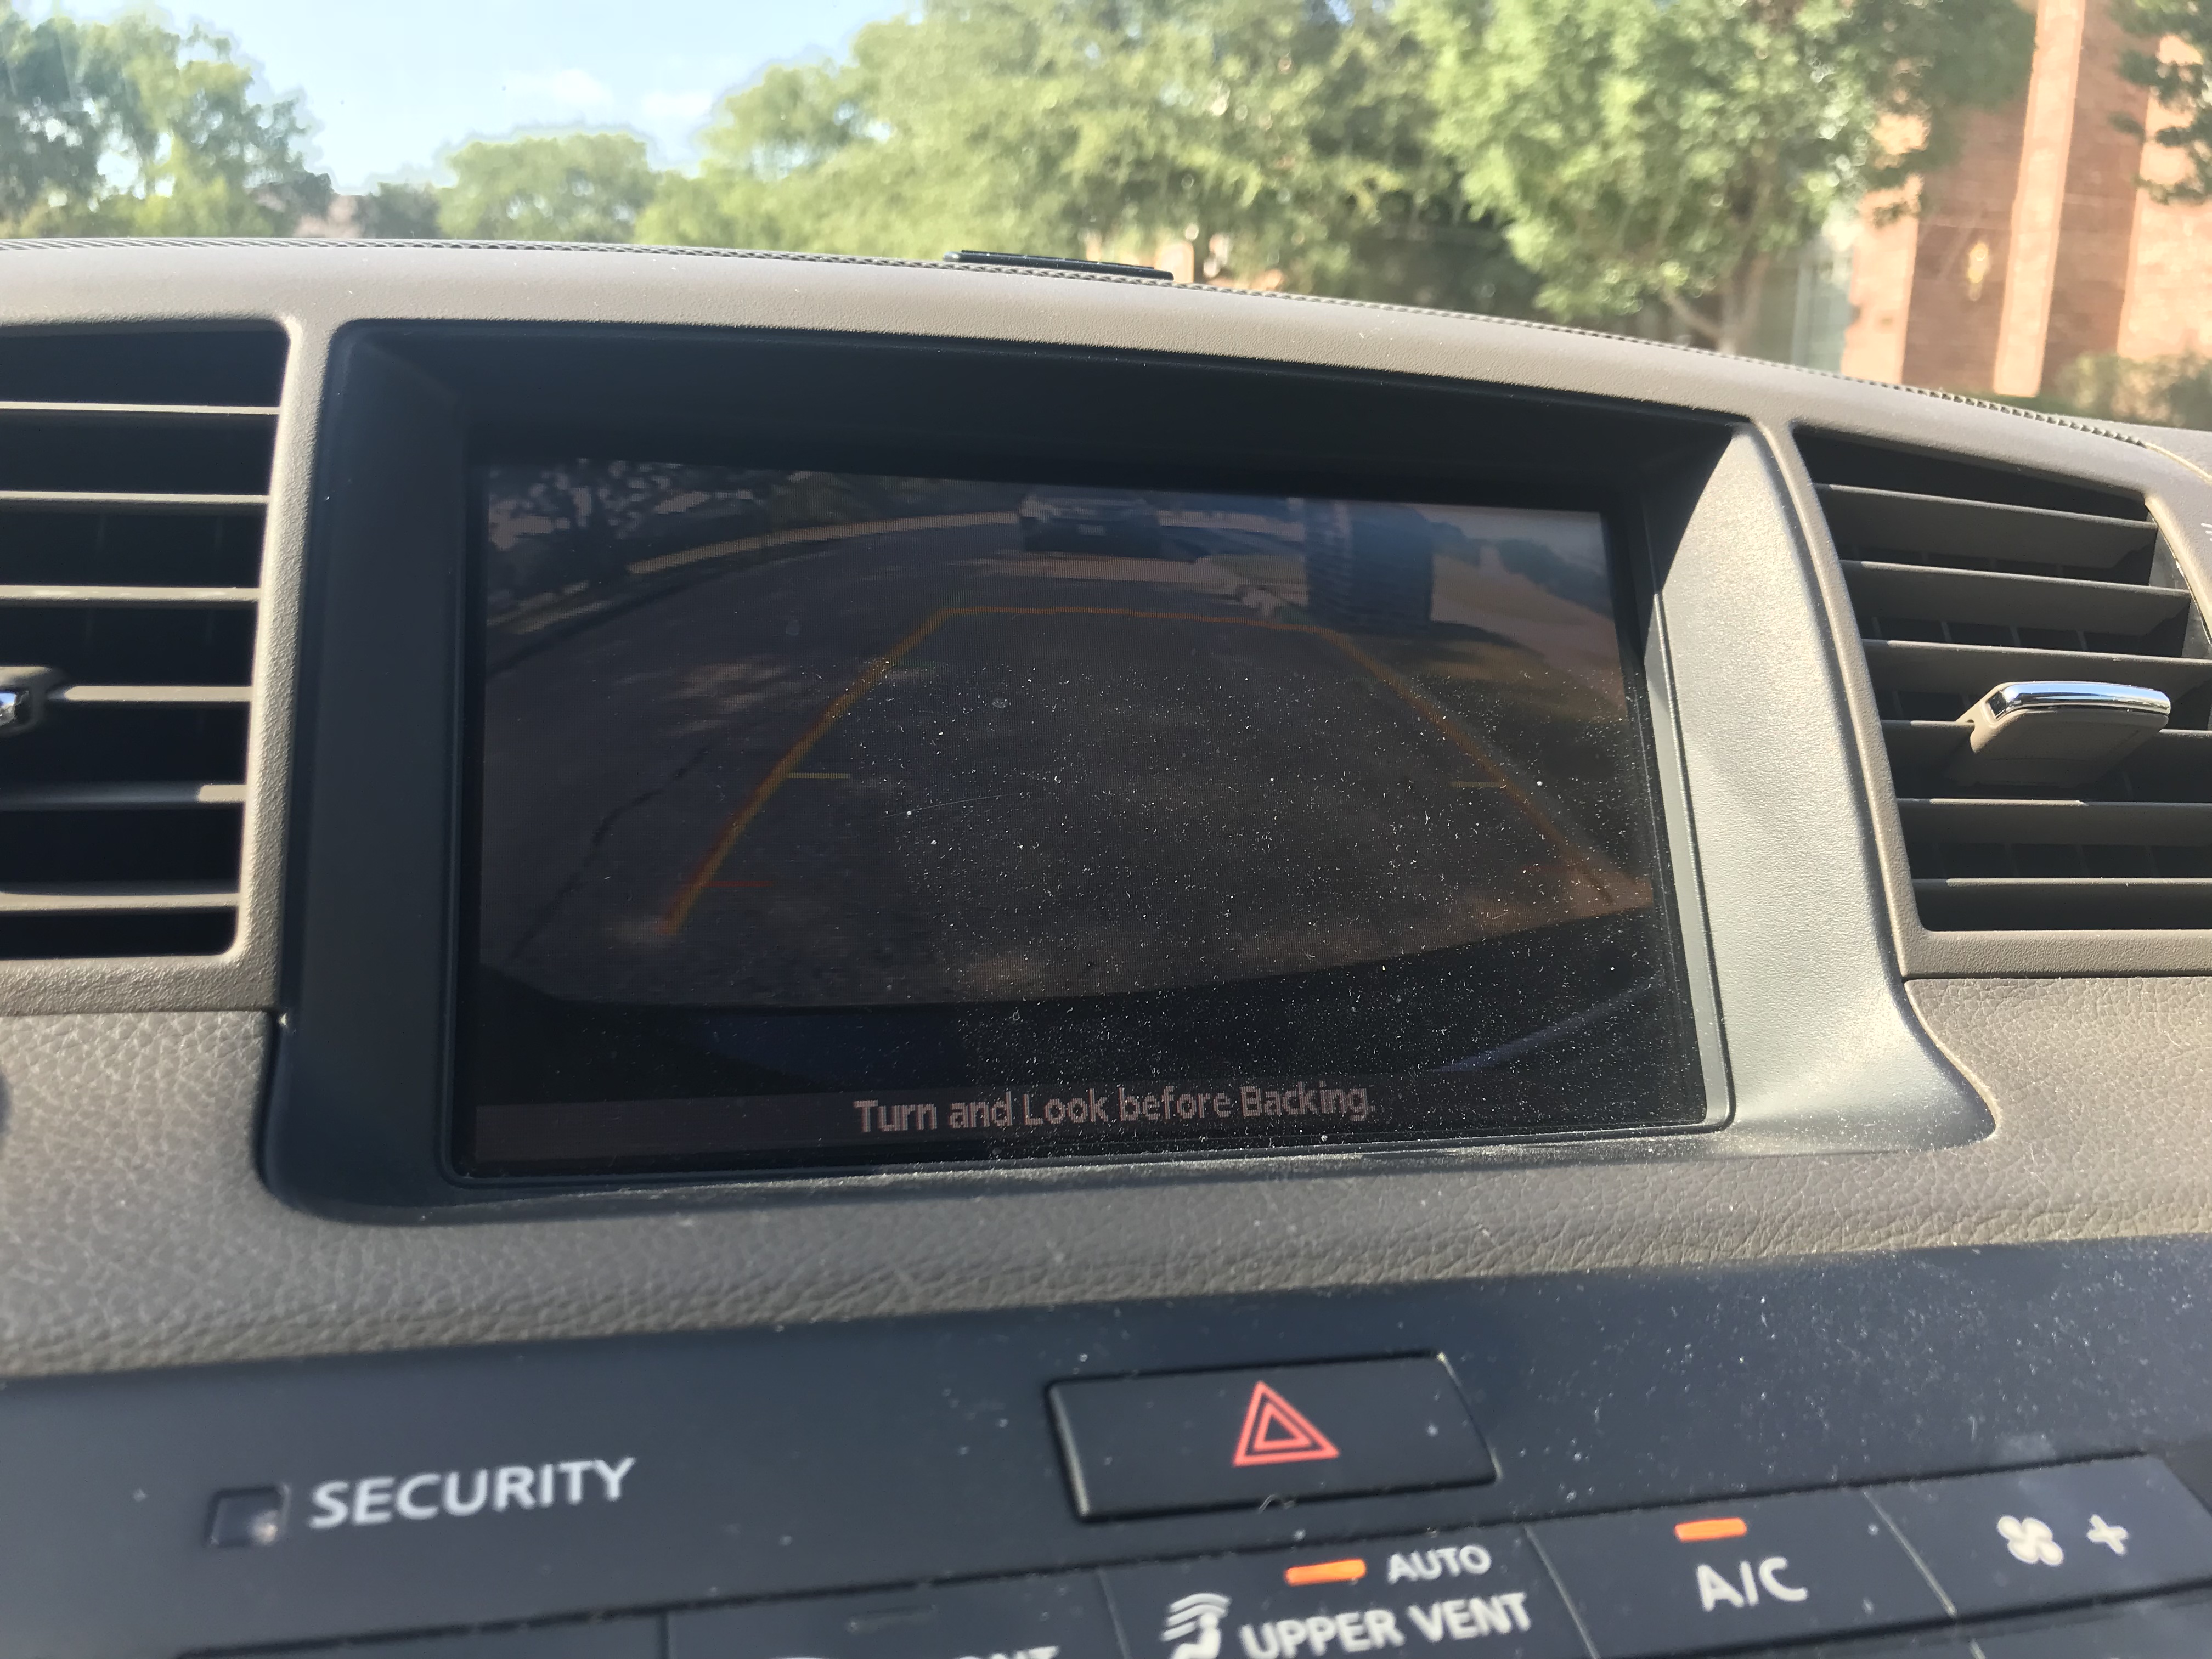 Turn and Look before Backing.
SECURITY
AUTO
UPPER VENT
A/C
+